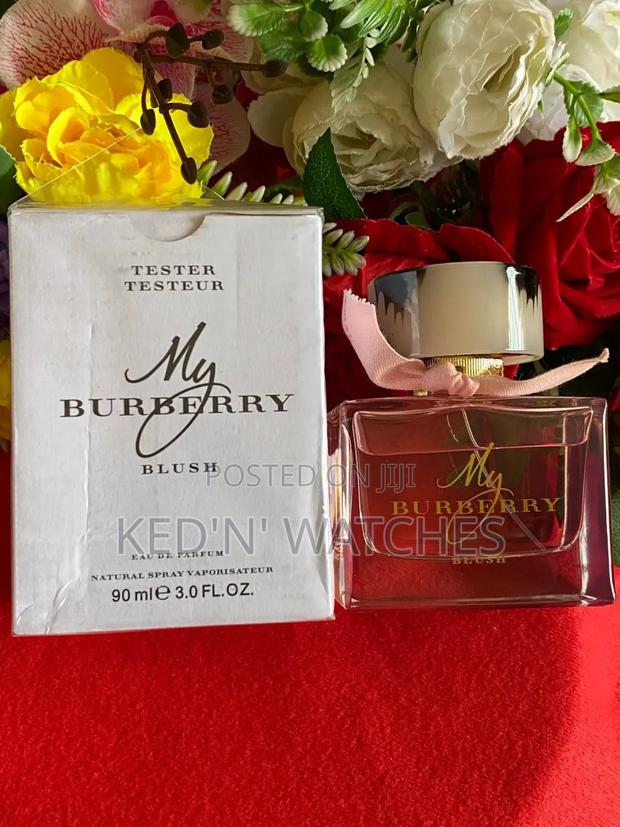 TESTER
TESTEUR
My
BURBERRY
BLUSH
EAU DE PARFUM
NATURAL SPRAY VAPORISATEUR
90 ml℮ 3.0 FL.OZ.
My
BURBERRY
BLUSH
POSTED ON JIJI
KED'N' WATCHES